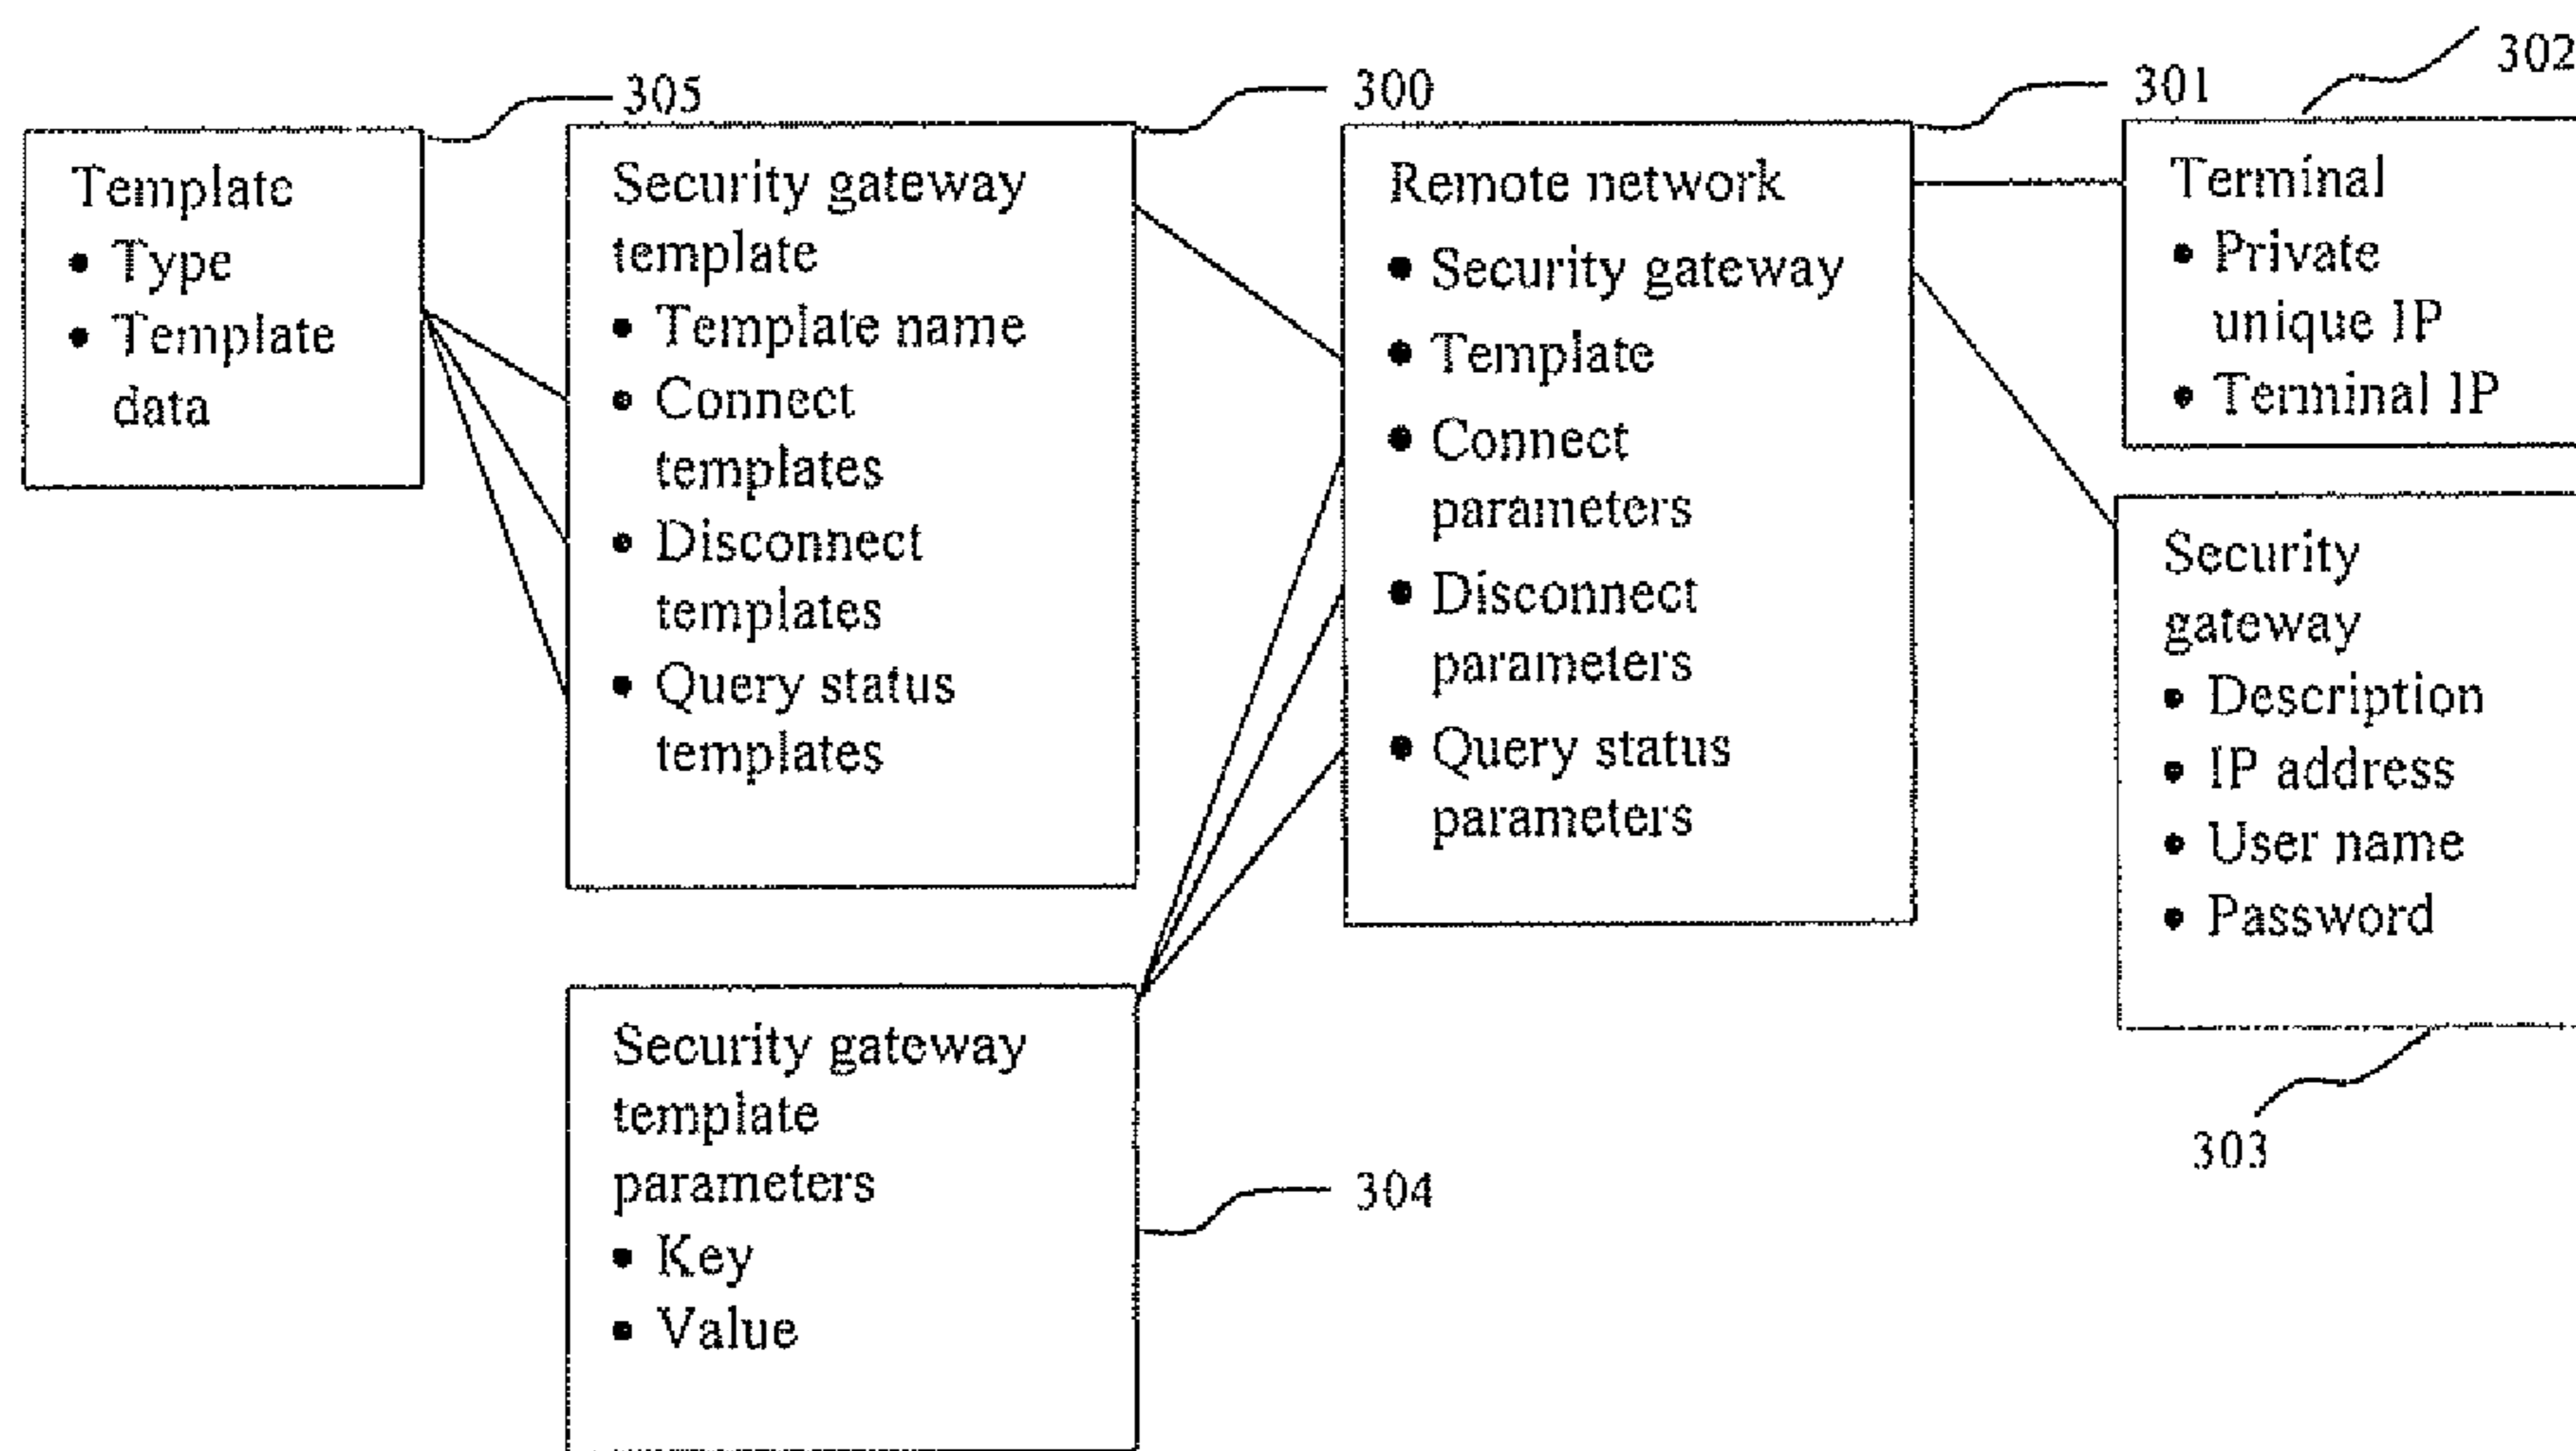 305
Template
• Type
• Template
data
300
Security gateway
template
• Template name
• Connect
templates
• Disconnect
templates
• Query status
templates
301
Remote network
• Security gateway
• Template
• Connect
parameters
• Disconnect
parameters
• Query status
parameters
302
Terminal
• Private
unique IP
• Terminal IP
Security
gateway
• Description
• IP address
• User name
• Password
303
Security gateway
template
parameters
• Key
• Value
304